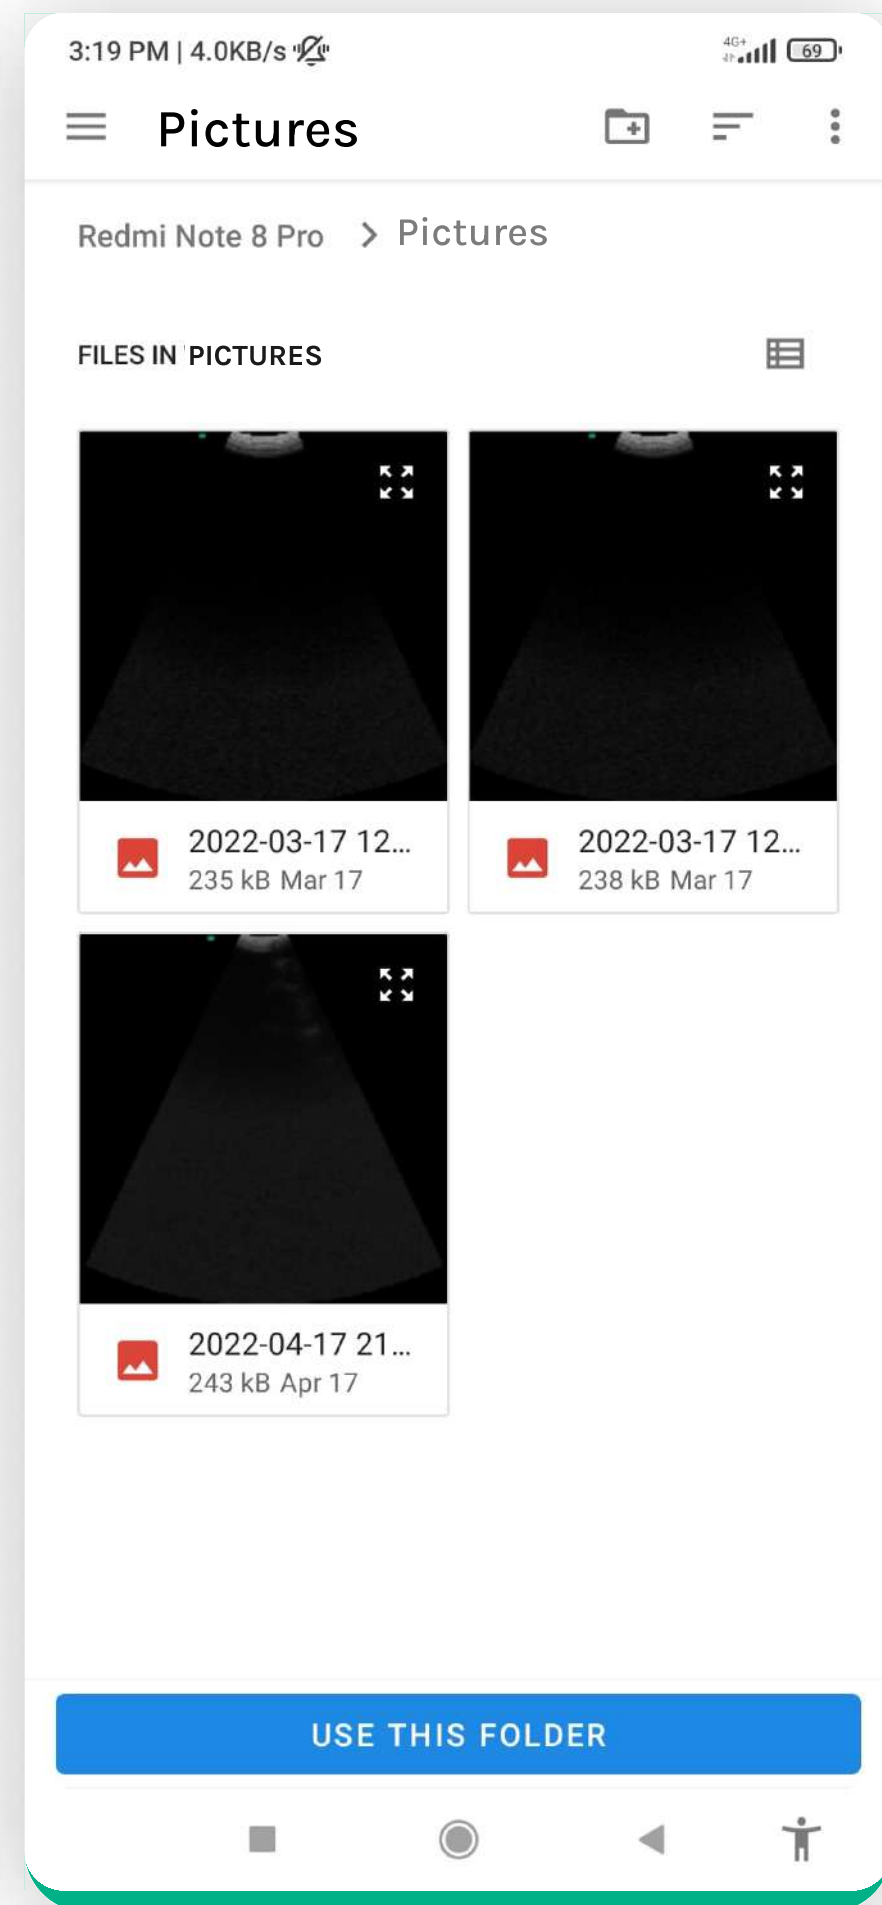 3:19 PM | 4.0KB/s 4G+ 69
Pictures
Redmi Note 8 Pro > Pictures
FILES IN 'PICTURES
2022-03-17 12...
235 kB Mar 17
2022-03-17 12...
238 kB Mar 17
2022-04-17 21...
243 kB Apr 17
USE THIS FOLDER